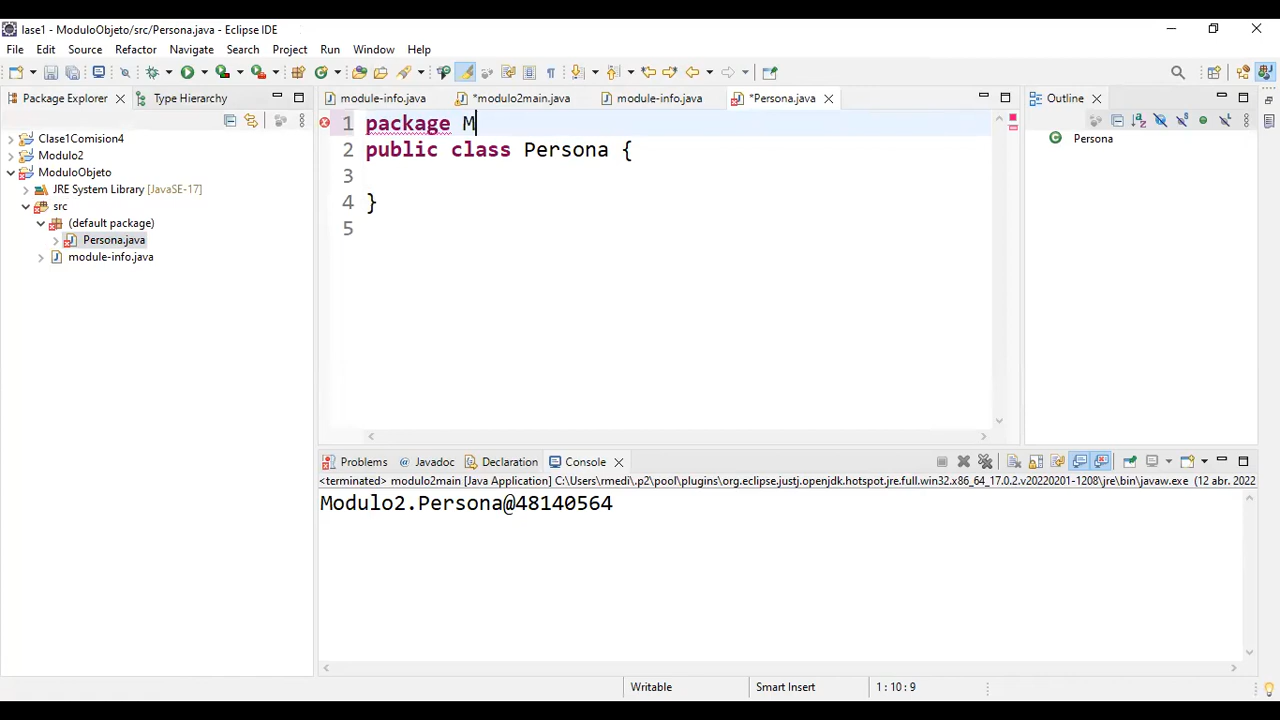 lase1 - ModuloObjeto/src/Persona.java - Eclipse IDE
File Edit Source Refactor Navigate Search Project Run Window Help
Package Explorer Type Hierarchy
module-info.java *modulo2main.java module-info.java *Persona.java
Outline
Clase1Comision4
Modulo2
ModuloObjeto
JRE System Library [JavaSE-17]
src
(default package)
Persona.java
module-info.java
1 package M
2 public class Persona {
3
4 }
5
Persona
Problems Javadoc Declaration Console
<terminated> modulo2main [Java Application] C:\Users\rmedi\.p2\pool\plugins\org.eclipse.justj.openjdk.hotspot.jre.full.win32.x86_64_17.0.2.v20220201-1208\jre\bin\javaw.exe (12 abr. 2022
Modulo2.Persona@48140564
Writable Smart Insert 1 : 10 : 9